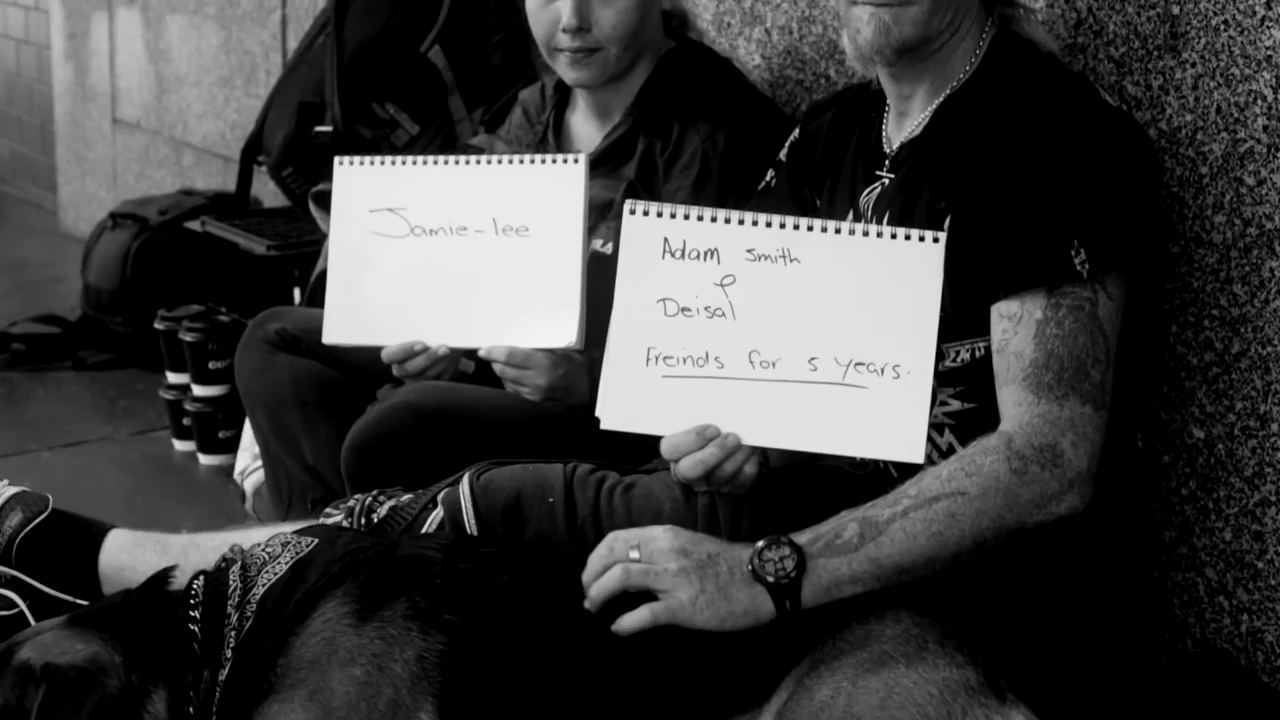 Jamie-lee
Adam Smith
&
Deisal
Freinds for 5 years.